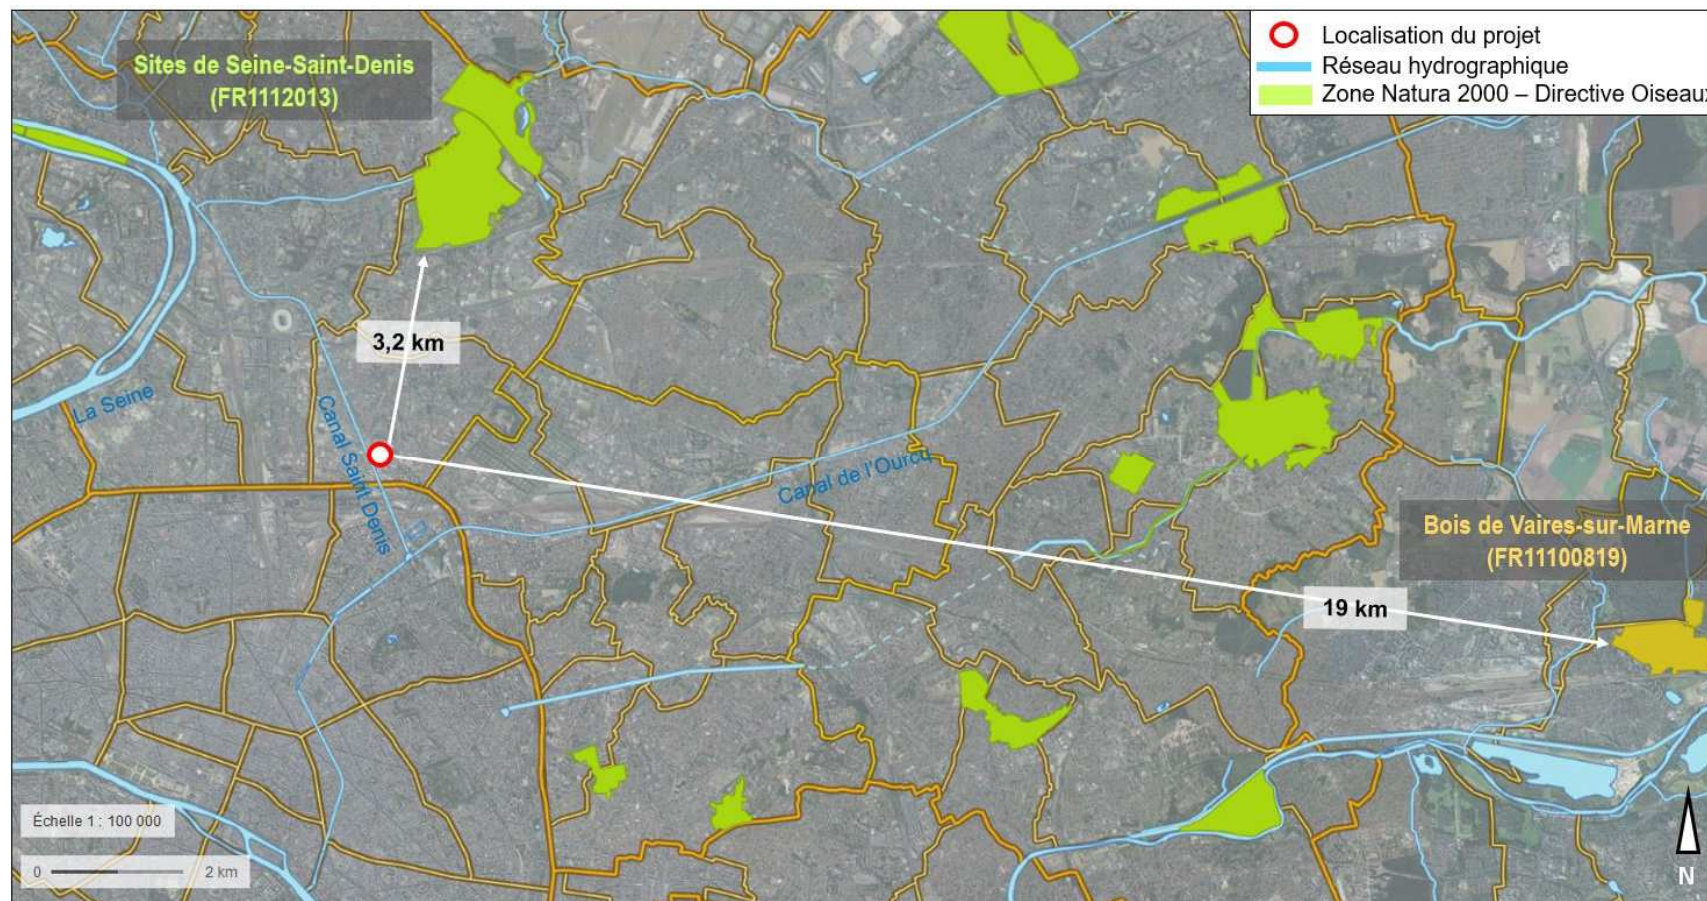 Localisation du projet
Réseau hydrographique
Zone Natura 2000 – Directive Oiseaux
Sites de Seine-Saint-Denis
(FR1112013)
3,2 km
La Seine
Canal Saint Denis
Canal de l'Ourcq
Bois de Vaires-sur-Marne
(FR11100819)
19 km
Échelle 1 : 100 000
0 2 km
N